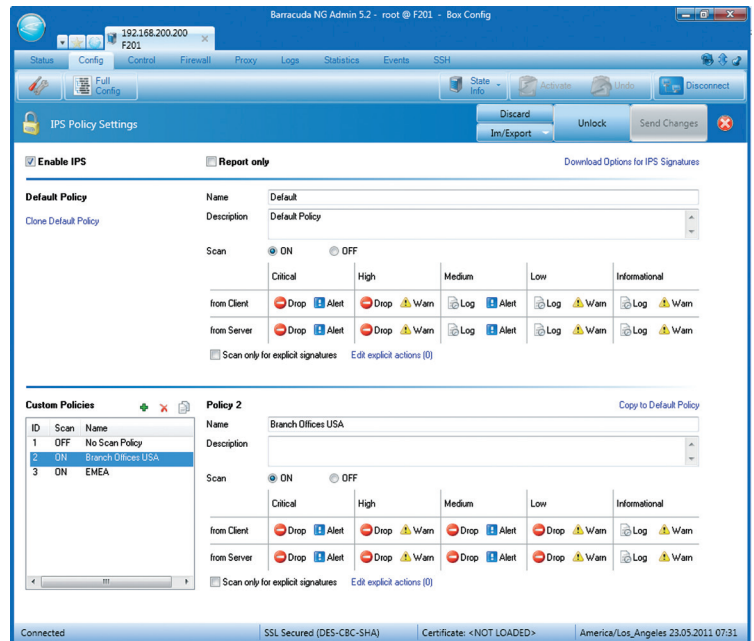 Barracuda NG Admin 5.2 - root @ F201 - Box Config
192.168.200.200
F201
Status Config Control Firewall Proxy Logs Statistics Events SSH
Full Config
State Info
Activate
Undo
Disconnect
IPS Policy Settings
Discard
Im/Export
Unlock
Send Changes
Enable IPS
Report only
Download Options for IPS Signatures
Default Policy
Clone Default Policy
Name Default
Description Default Policy
Scan ON OFF
Critical High Medium Low Informational
from Client Drop Alert Drop Warn Log Alert Log Warn Log Warn
from Server Drop Alert Drop Warn Log Alert Log Warn Log Warn
Scan only for explicit signatures Edit explicit actions (0)
Custom Policies
ID Scan Name
1 OFF No Scan Policy
2 ON Branch Offices USA
3 ON EMEA
Policy 2
Copy to Default Policy
Name Branch Offices USA
Description
Scan ON OFF
Critical High Medium Low Informational
from Client Drop Alert Drop Warn Drop Alert Drop Warn Log Warn
from Server Drop Alert Drop Warn Drop Alert Drop Warn Log Warn
Scan only for explicit signatures Edit explicit actions (0)
Connected SSL Secured (DES-CBC-SHA) Certificate: <NOT LOADED> America/Los_Angeles 23.05.2011 07:31